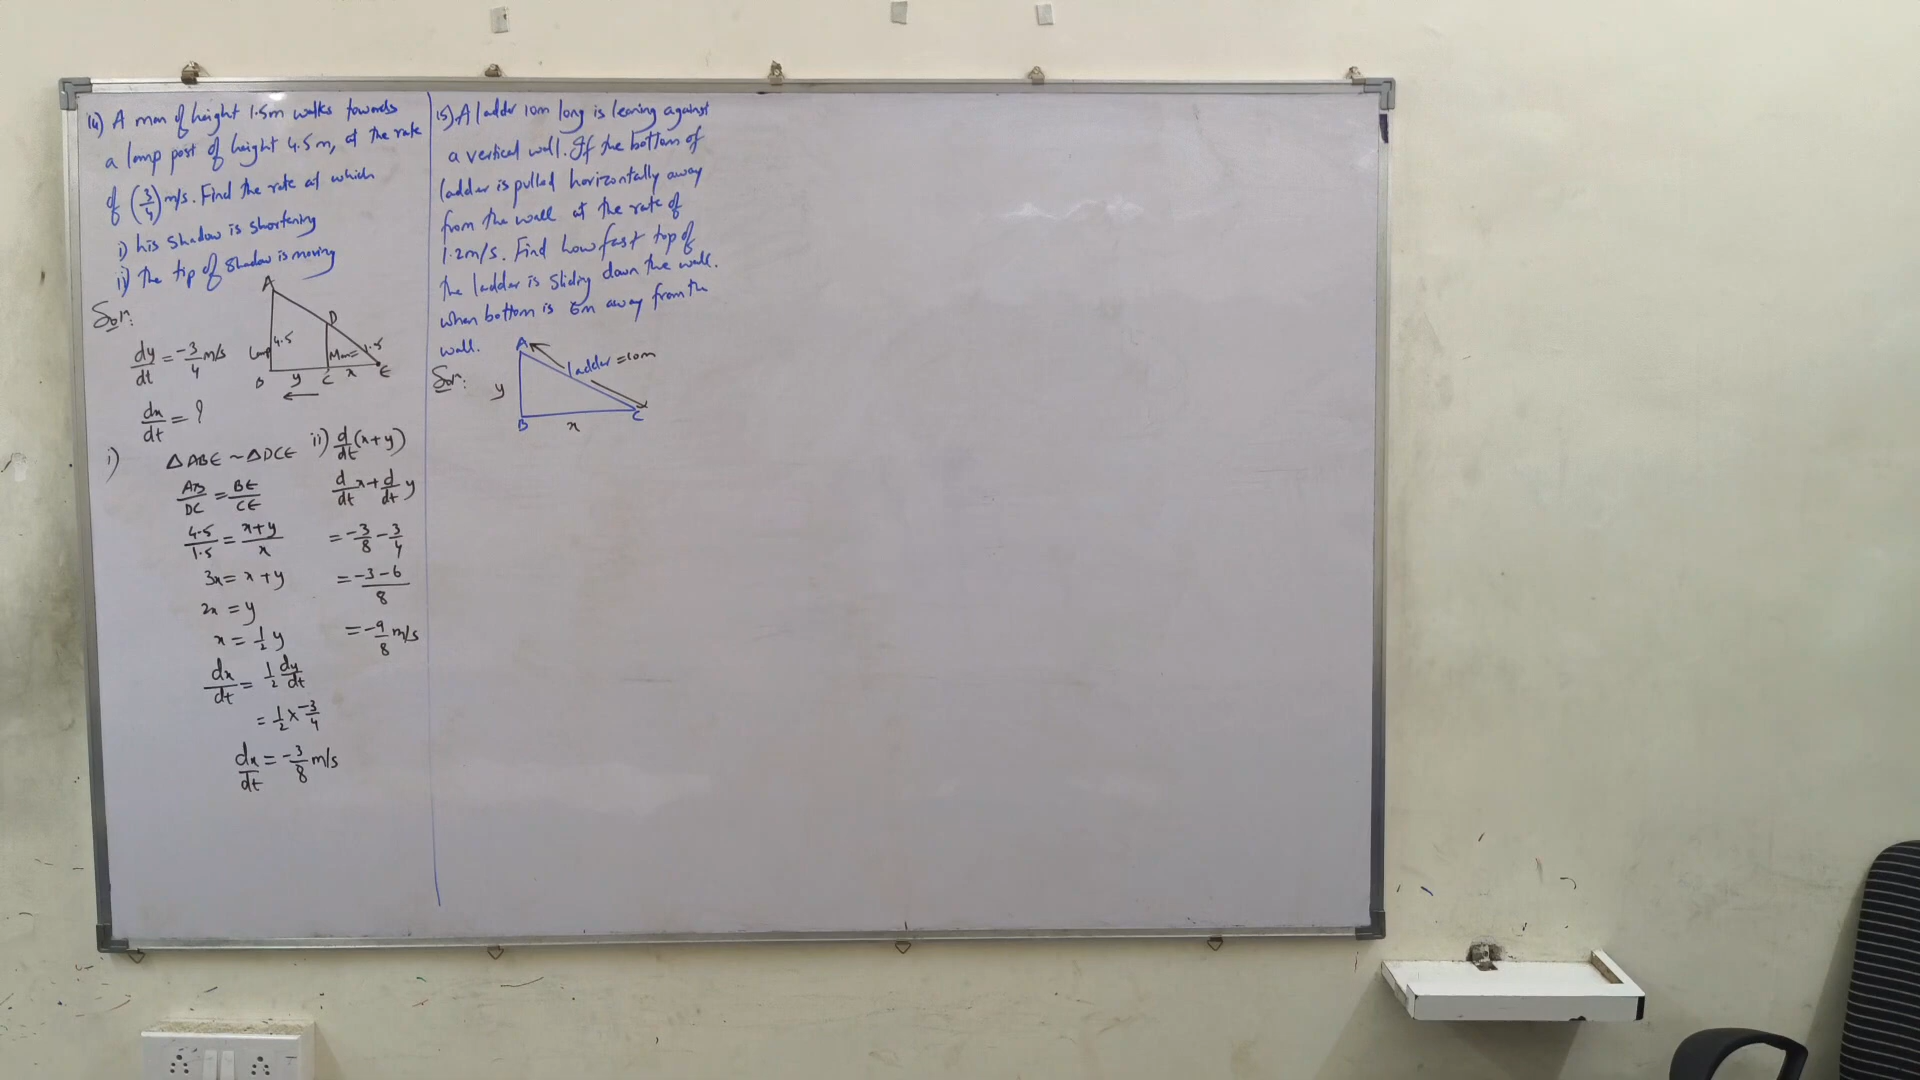 14) A man of height 1.5m walks towards
a lamp post of height 4.5m, at the rate
of (3/4) m/s. Find the rate at which
i) his shadow is shortening
ii) the tip of shadow is moving
Soln:
A
D
4.5
Lamp
Man=1.5
B y C x E
dy/dt = -3/4 m/s
dx/dt = ?
i)
△ABE ~ △DCE
AB/DC = BE/CE
4.5/1.5 = x+y/x
3x = x+y
2x = y
x = 1/2 y
dx/dt = 1/2 dy/dt
= 1/2 × -3/4
dx/dt = -3/8 m/s
ii) d/dt (x+y)
d/dt x + d/dt y
= -3/8 - 3/4
= -3-6/8
= -9/8 m/s
15) A ladder 10m long is leaning against
a vertical wall. If the bottom of
ladder is pulled horizontally away
from the wall at the rate of
1.2m/s. Find how fast top of
the ladder is sliding down the wall.
when bottom is 6m away from the
wall.
Soln:
A
ladder = 10m
y
B
C
x